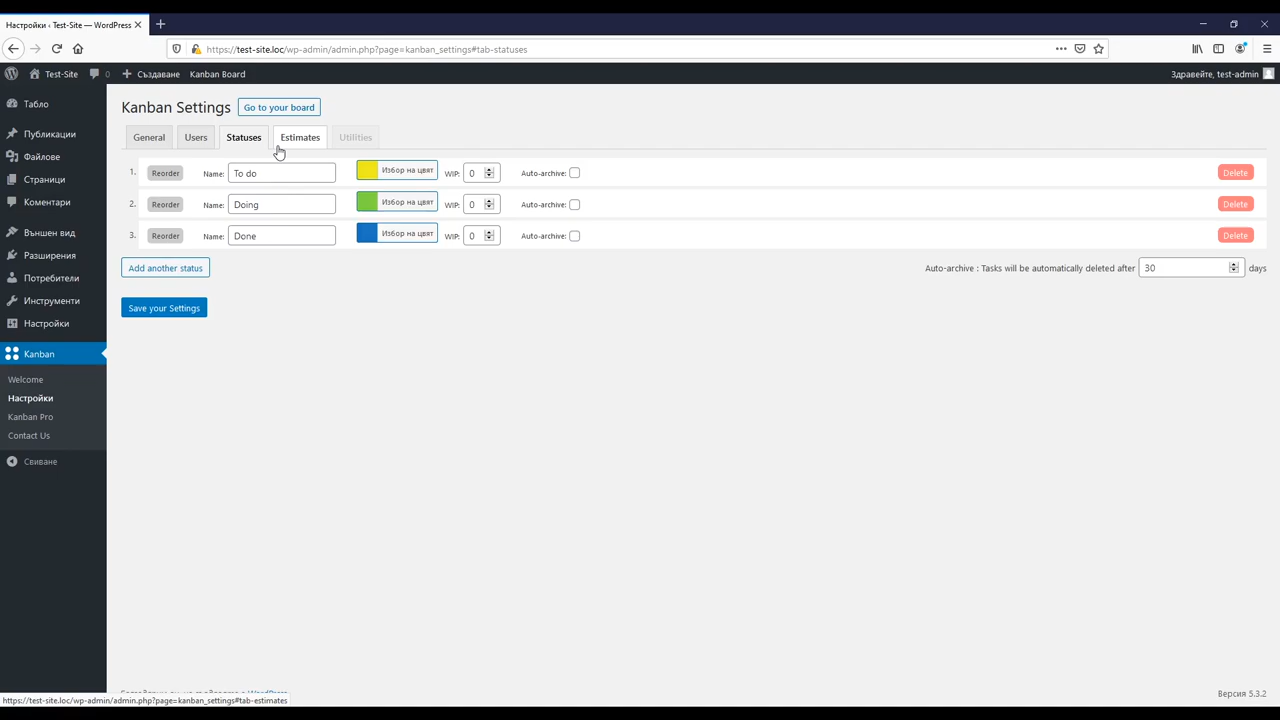 Настройки ‹ Test-Site — WordPress
https://test-site.loc/wp-admin/admin.php?page=kanban_settings#tab-statuses
Test-Site 0 Създаване Kanban Board Здравейте, test-admin
Табло
Публикации
Файлове
Страници
Коментари
Външен вид
Разширения
Потребители
Инструменти
Настройки
Kanban
Welcome
Настройки
Kanban Pro
Contact Us
Свиване
Kanban Settings Go to your board
General Users Statuses Estimates Utilities
1. Reorder Name: To do Избор на цвят WIP: 0 Auto-archive: Delete
2. Reorder Name: Doing Избор на цвят WIP: 0 Auto-archive: Delete
3. Reorder Name: Done Избор на цвят WIP: 0 Auto-archive: Delete
Add another status Auto-archive : Tasks will be automatically deleted after 30 days
Save your Settings
Версия 5.3.2
https://test-site.loc/wp-admin/admin.php?page=kanban_settings#tab-estimates